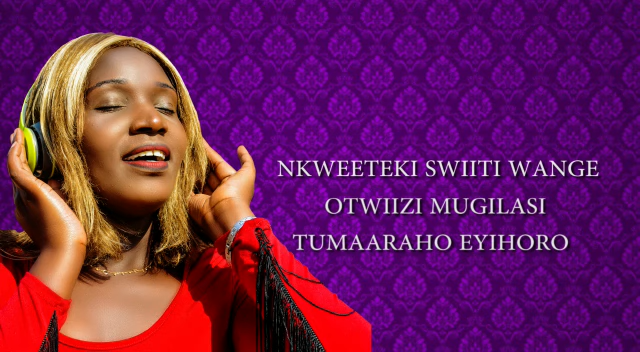 NKWEETEKI SWIITI WANGE
OTWIIZI MUGILASI
TUMAARAHO EYIHORO